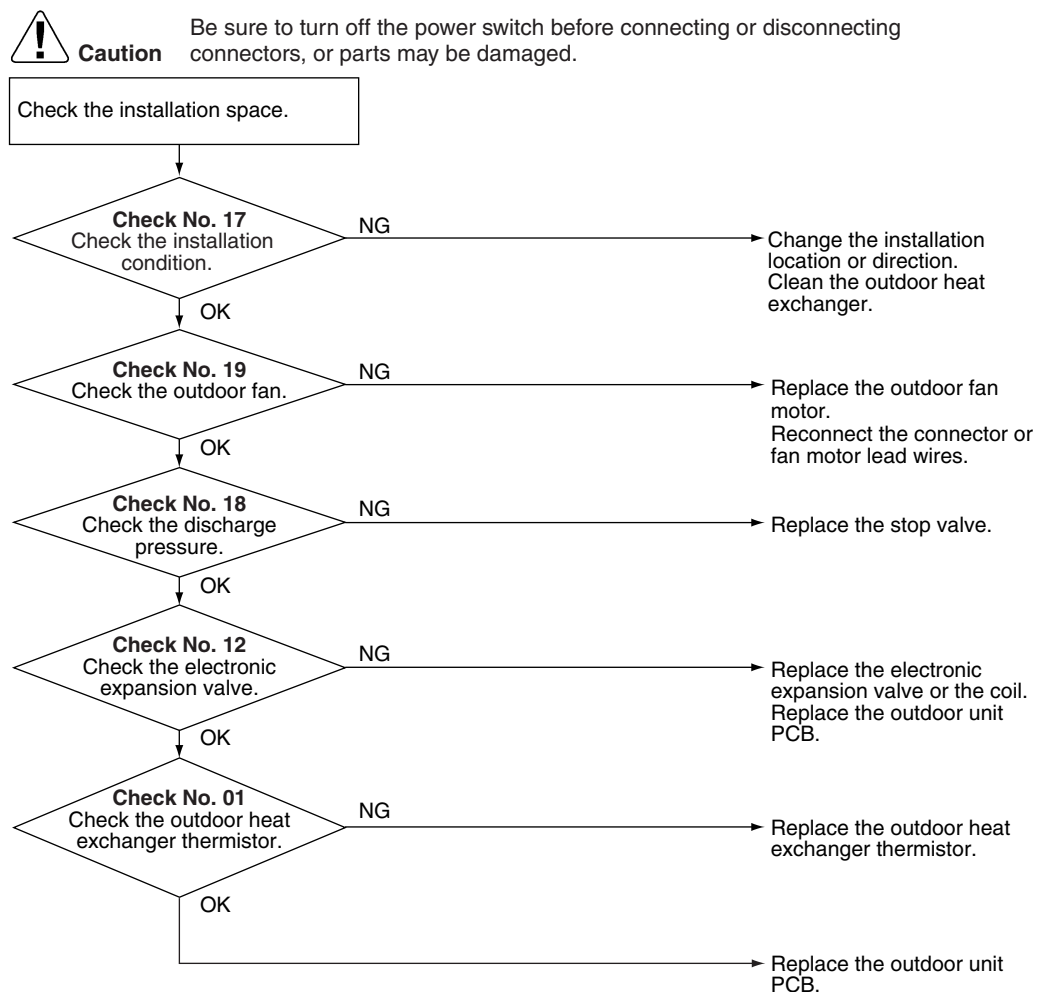 Be sure to turn off the power switch before connecting or disconnecting
Caution connectors, or parts may be damaged.
Check the installation space.
Check No. 17
Check the installation
condition.
NG
Change the installation
location or direction.
Clean the outdoor heat
exchanger.
OK
Check No. 19
Check the outdoor fan.
NG
Replace the outdoor fan
motor.
Reconnect the connector or
fan motor lead wires.
OK
Check No. 18
Check the discharge
pressure.
NG
Replace the stop valve.
OK
Check No. 12
Check the electronic
expansion valve.
NG
Replace the electronic
expansion valve or the coil.
Replace the outdoor unit
PCB.
OK
Check No. 01
Check the outdoor heat
exchanger thermistor.
NG
Replace the outdoor heat
exchanger thermistor.
OK
Replace the outdoor unit
PCB.